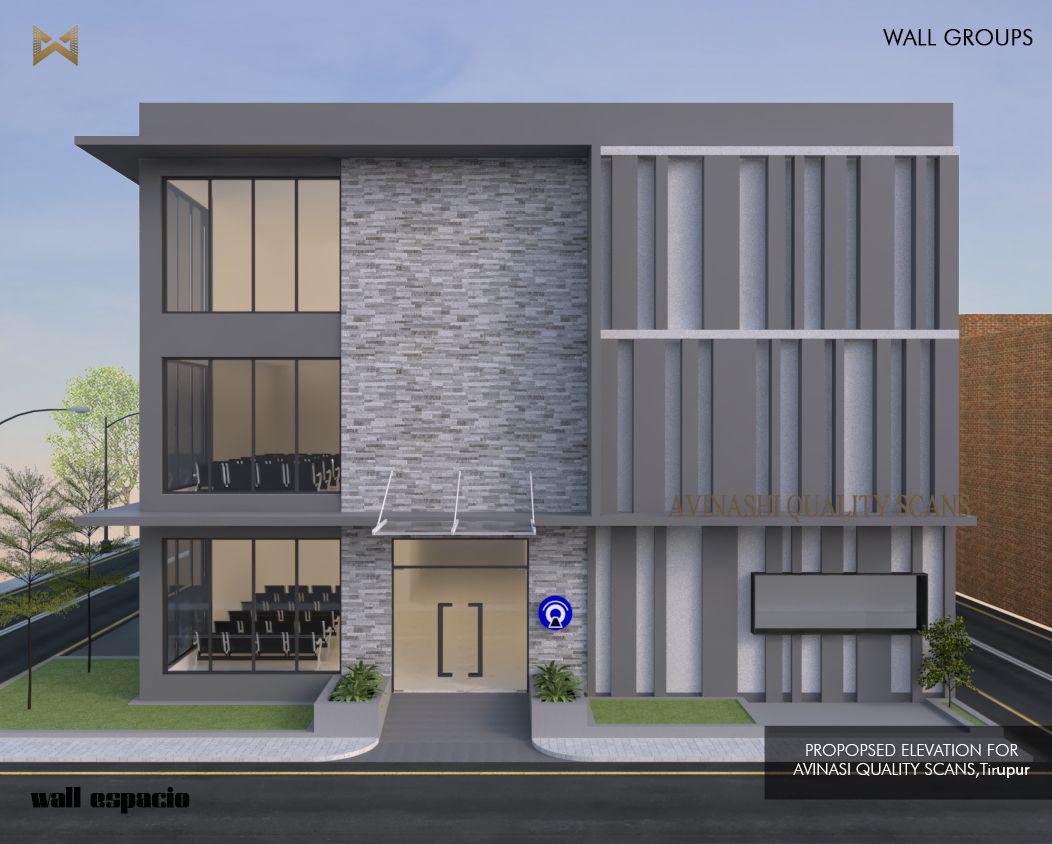 WALL GROUPS
AVINASHI QUALITY SCANS
PROPOPSED ELEVATION FOR
AVINASI QUALITY SCANS,Tirupur
wall espacio